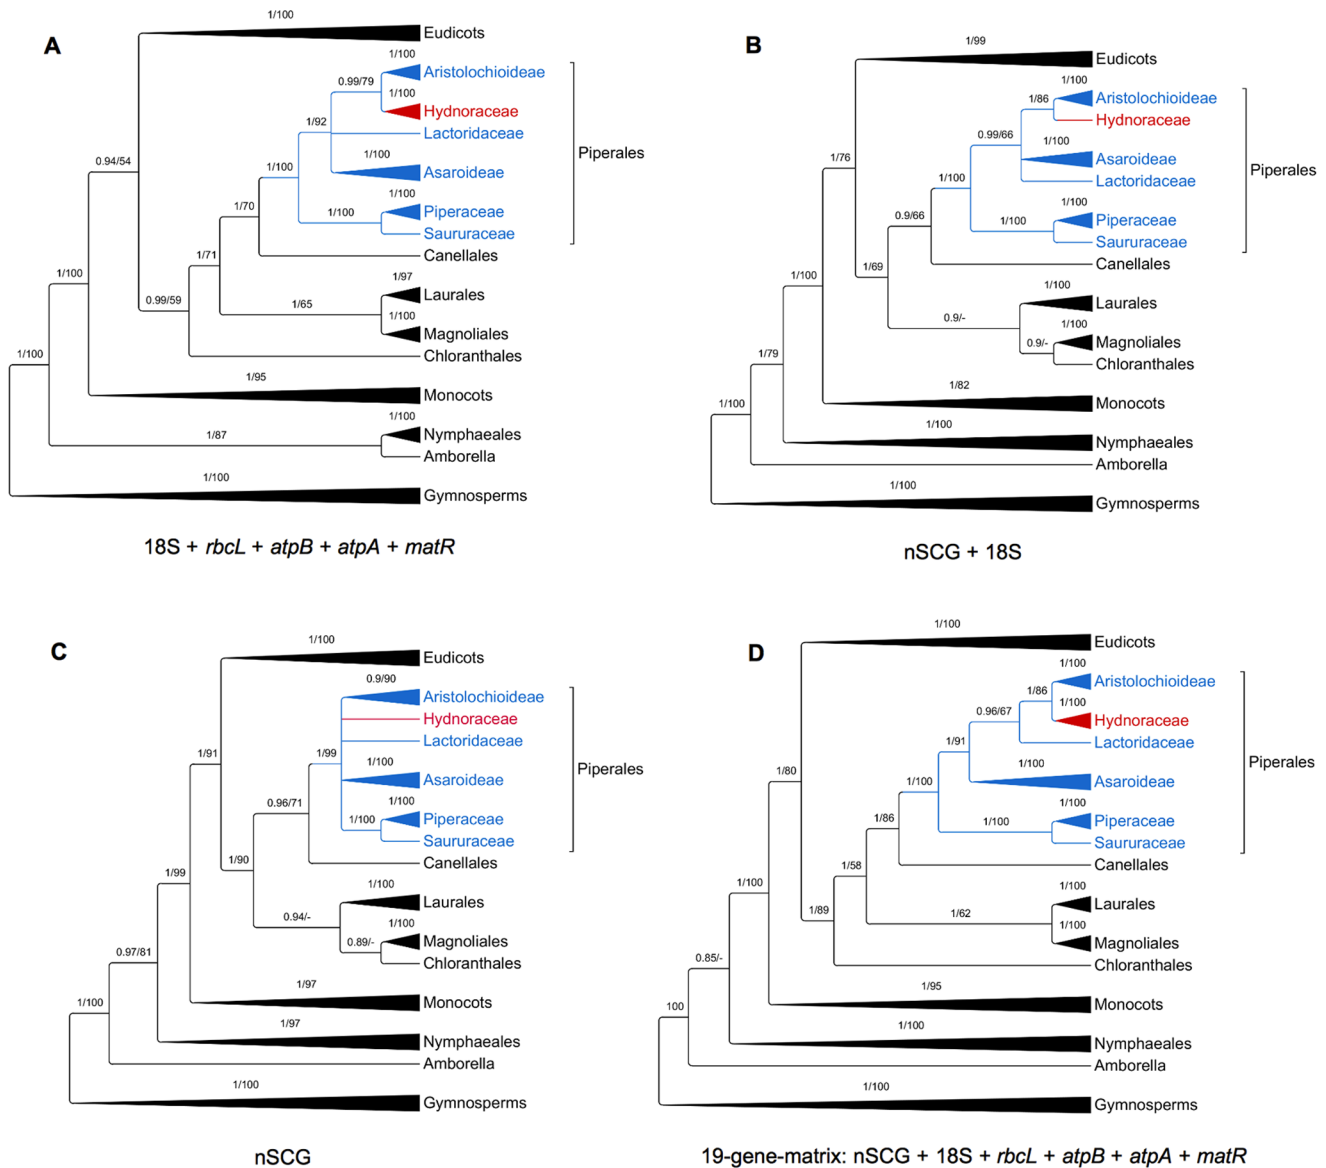 A
1/100
Eudicots
1/100
Aristolochioideae
0.99/79
1/100
Hydnoraceae
1/92
Lactoridaceae
1/100
Asaroideae
1/100
1/100
Piperaceae
1/100
Saururaceae
Piperales
0.94/54
1/70
Canellales
1/71
1/97
Laurales
1/65
1/100
Magnoliales
0.99/59
Chloranthales
1/100
1/95
Monocots
1/100
1/100
Nymphaeales
1/87
Amborella
1/100
Gymnosperms
18S + rbcL + atpB + atpA + matR
B
1/99
Eudicots
1/100
Aristolochioideae
1/86
Hydnoraceae
0.99/66
1/100
Asaroideae
Lactoridaceae
1/100
1/100
Piperaceae
1/100
Saururaceae
Piperales
1/76
0.9/66
Canellales
1/69
1/100
Laurales
0.9/-
1/100
Magnoliales
0.9/-
Chloranthales
1/100
1/82
Monocots
1/79
1/100
Nymphaeales
1/100
Amborella
1/100
Gymnosperms
nSCG + 18S
C
1/100
Eudicots
0.9/90
Aristolochioideae
Hydnoraceae
Lactoridaceae
1/99
1/100
Asaroideae
1/100
Piperaceae
1/100
Saururaceae
Piperales
1/91
0.96/71
Canellales
1/90
1/100
Laurales
0.94/-
1/100
Magnoliales
0.89/-
Chloranthales
1/99
1/97
Monocots
0.97/81
1/97
Nymphaeales
1/100
Amborella
1/100
Gymnosperms
nSCG
D
1/100
Eudicots
1/100
Aristolochioideae
1/86
1/100
Hydnoraceae
0.96/67
Lactoridaceae
1/91
1/100
Asaroideae
1/100
1/100
Piperaceae
1/100
Saururaceae
Piperales
1/80
1/86
Canellales
1/58
1/100
Laurales
1/62
1/100
Magnoliales
1/89
Chloranthales
1/100
1/95
Monocots
0.85/-
1/100
Nymphaeales
100
Amborella
1/100
Gymnosperms
19-gene-matrix: nSCG + 18S + rbcL + atpB + atpA + matR